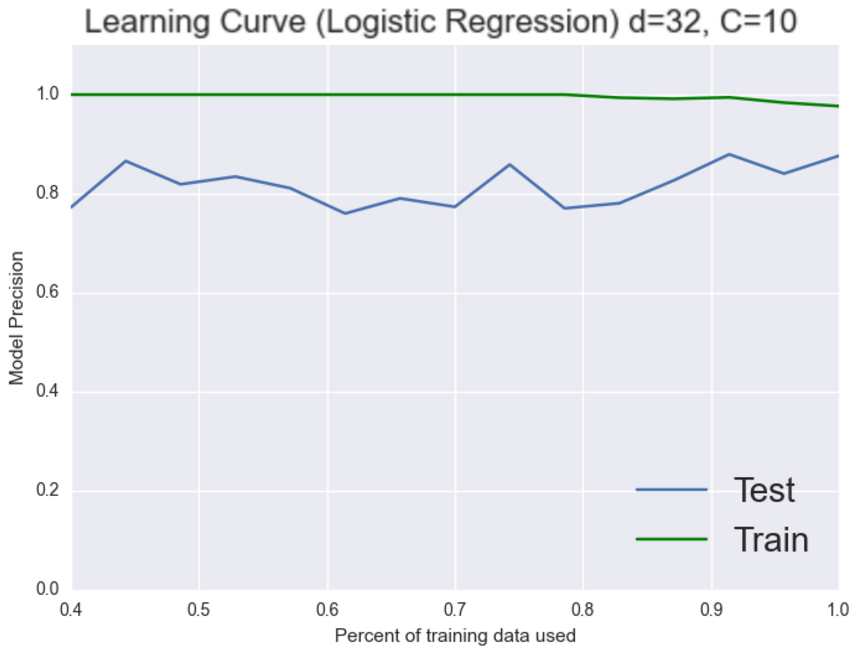 Learning Curve (Logistic Regression) d=32, C=10
Model Precision
1.0
0.8
0.6
0.4
0.2
0.0
Test
Train
0.4 0.5 0.6 0.7 0.8 0.9 1.0
Percent of training data used